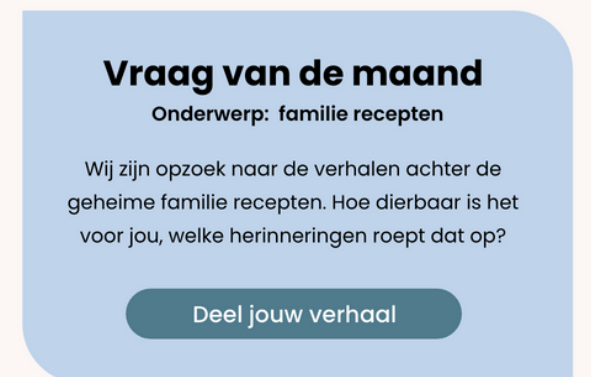 Vraag van de maand
Onderwerp: familie recepten
Wij zijn opzoek naar de verhalen achter de
geheime familie recepten. Hoe dierbaar is het
voor jou, welke herinneringen roept dat op?
Deel jouw verhaal